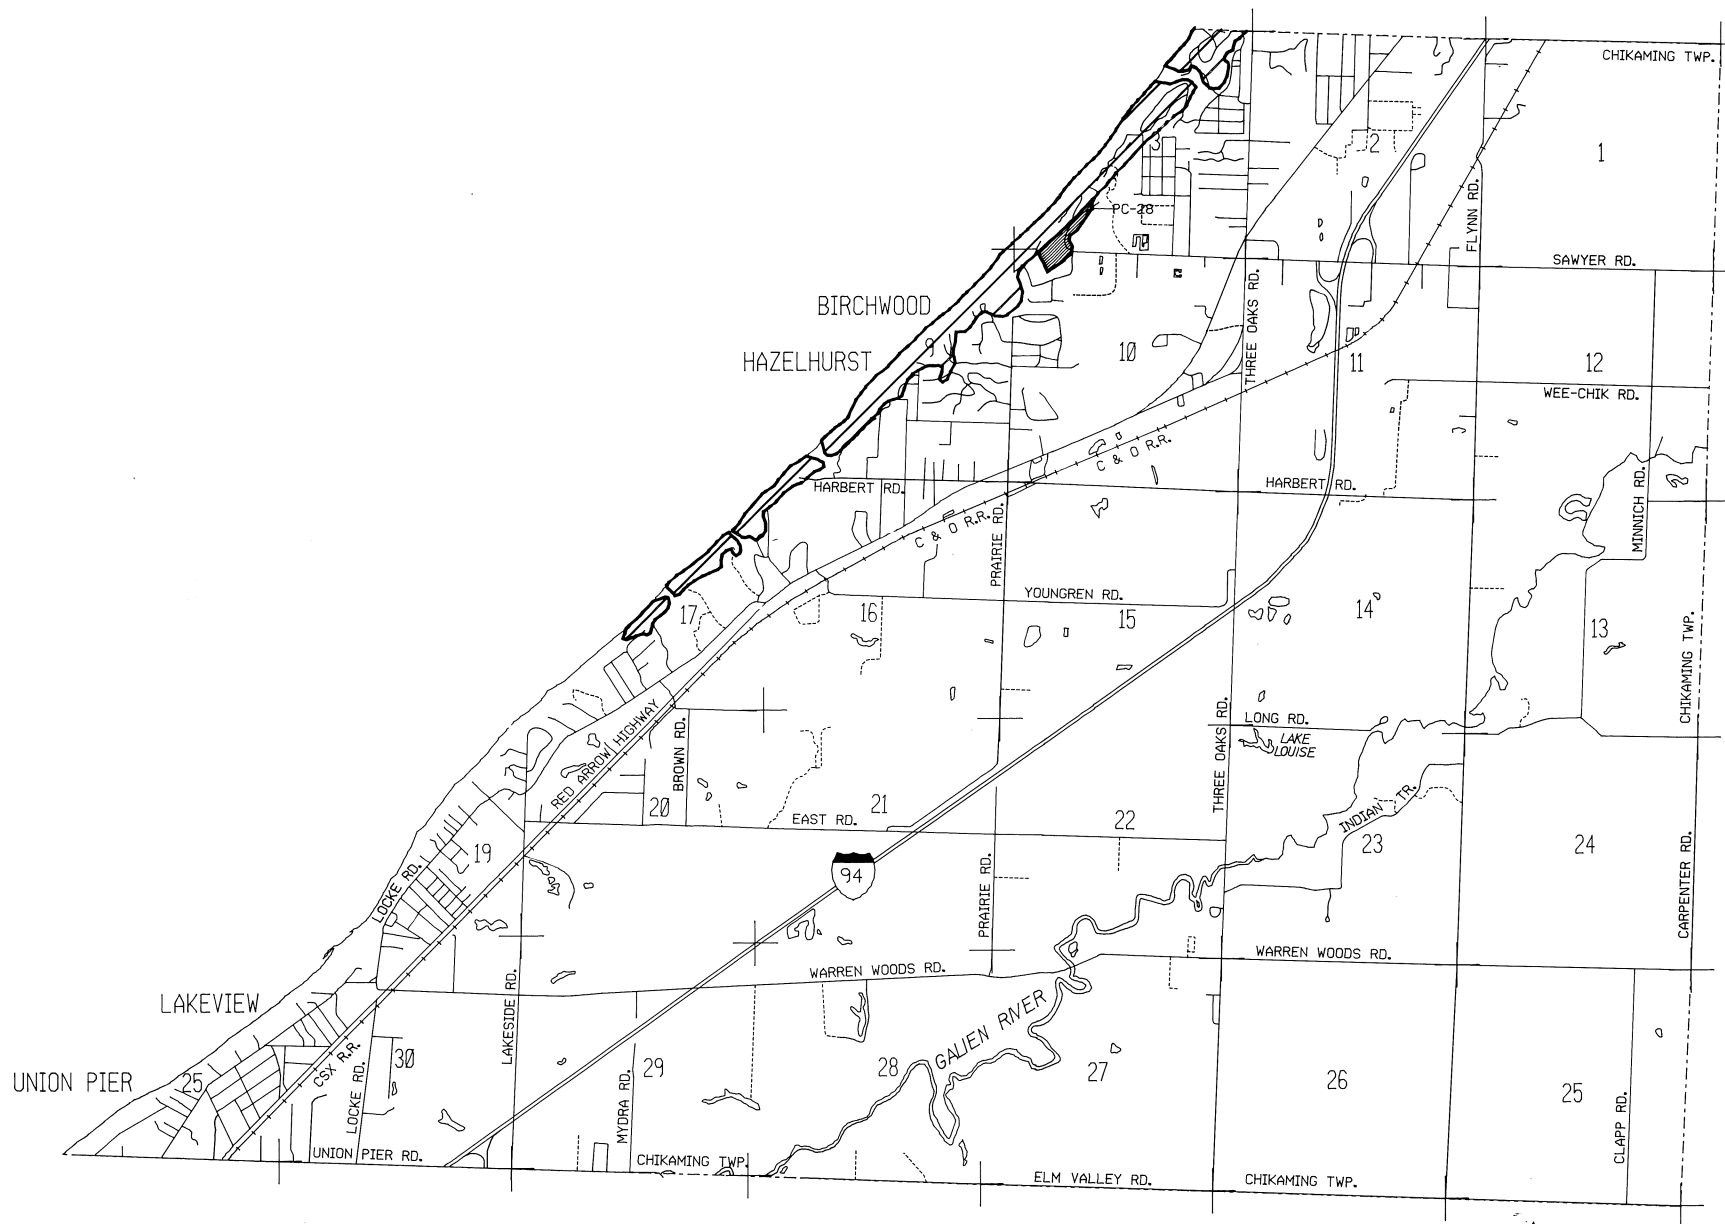 CHIKAMING TWP.
1
2
3
PC-28
FLYNN RD.
SAWYER RD.
BIRCHWOOD
THREE OAKS RD.
HAZELHURST
10
11
12
WEE-CHIK RD.
C & O R.R.
HARBERT RD.
HARBERT RD.
MINNICH RD.
C & O R.R.
PRAIRIE RD.
YOUNGREN RD.
17
16
15
14
13
CHIKAMING TWP.
LONG RD.
LAKE
LOUISE
THREE OAKS RD.
RED ARROW HIGHWAY
BROWN RD.
20
21
EAST RD.
22
INDIAN TR.
23
24
19
LOCKE RD.
94
PRAIRIE RD.
CARPENTER RD.
WARREN WOODS RD.
WARREN WOODS RD.
LAKEVIEW
LAKESIDE RD.
GALIEN RIVER
UNION PIER
25
CSX R.R.
LOCKE RD.
30
29
28
27
26
25
MYDRA RD.
CLAPP RD.
UNION PIER RD.
CHIKAMING TWP.
ELM VALLEY RD.
CHIKAMING TWP.